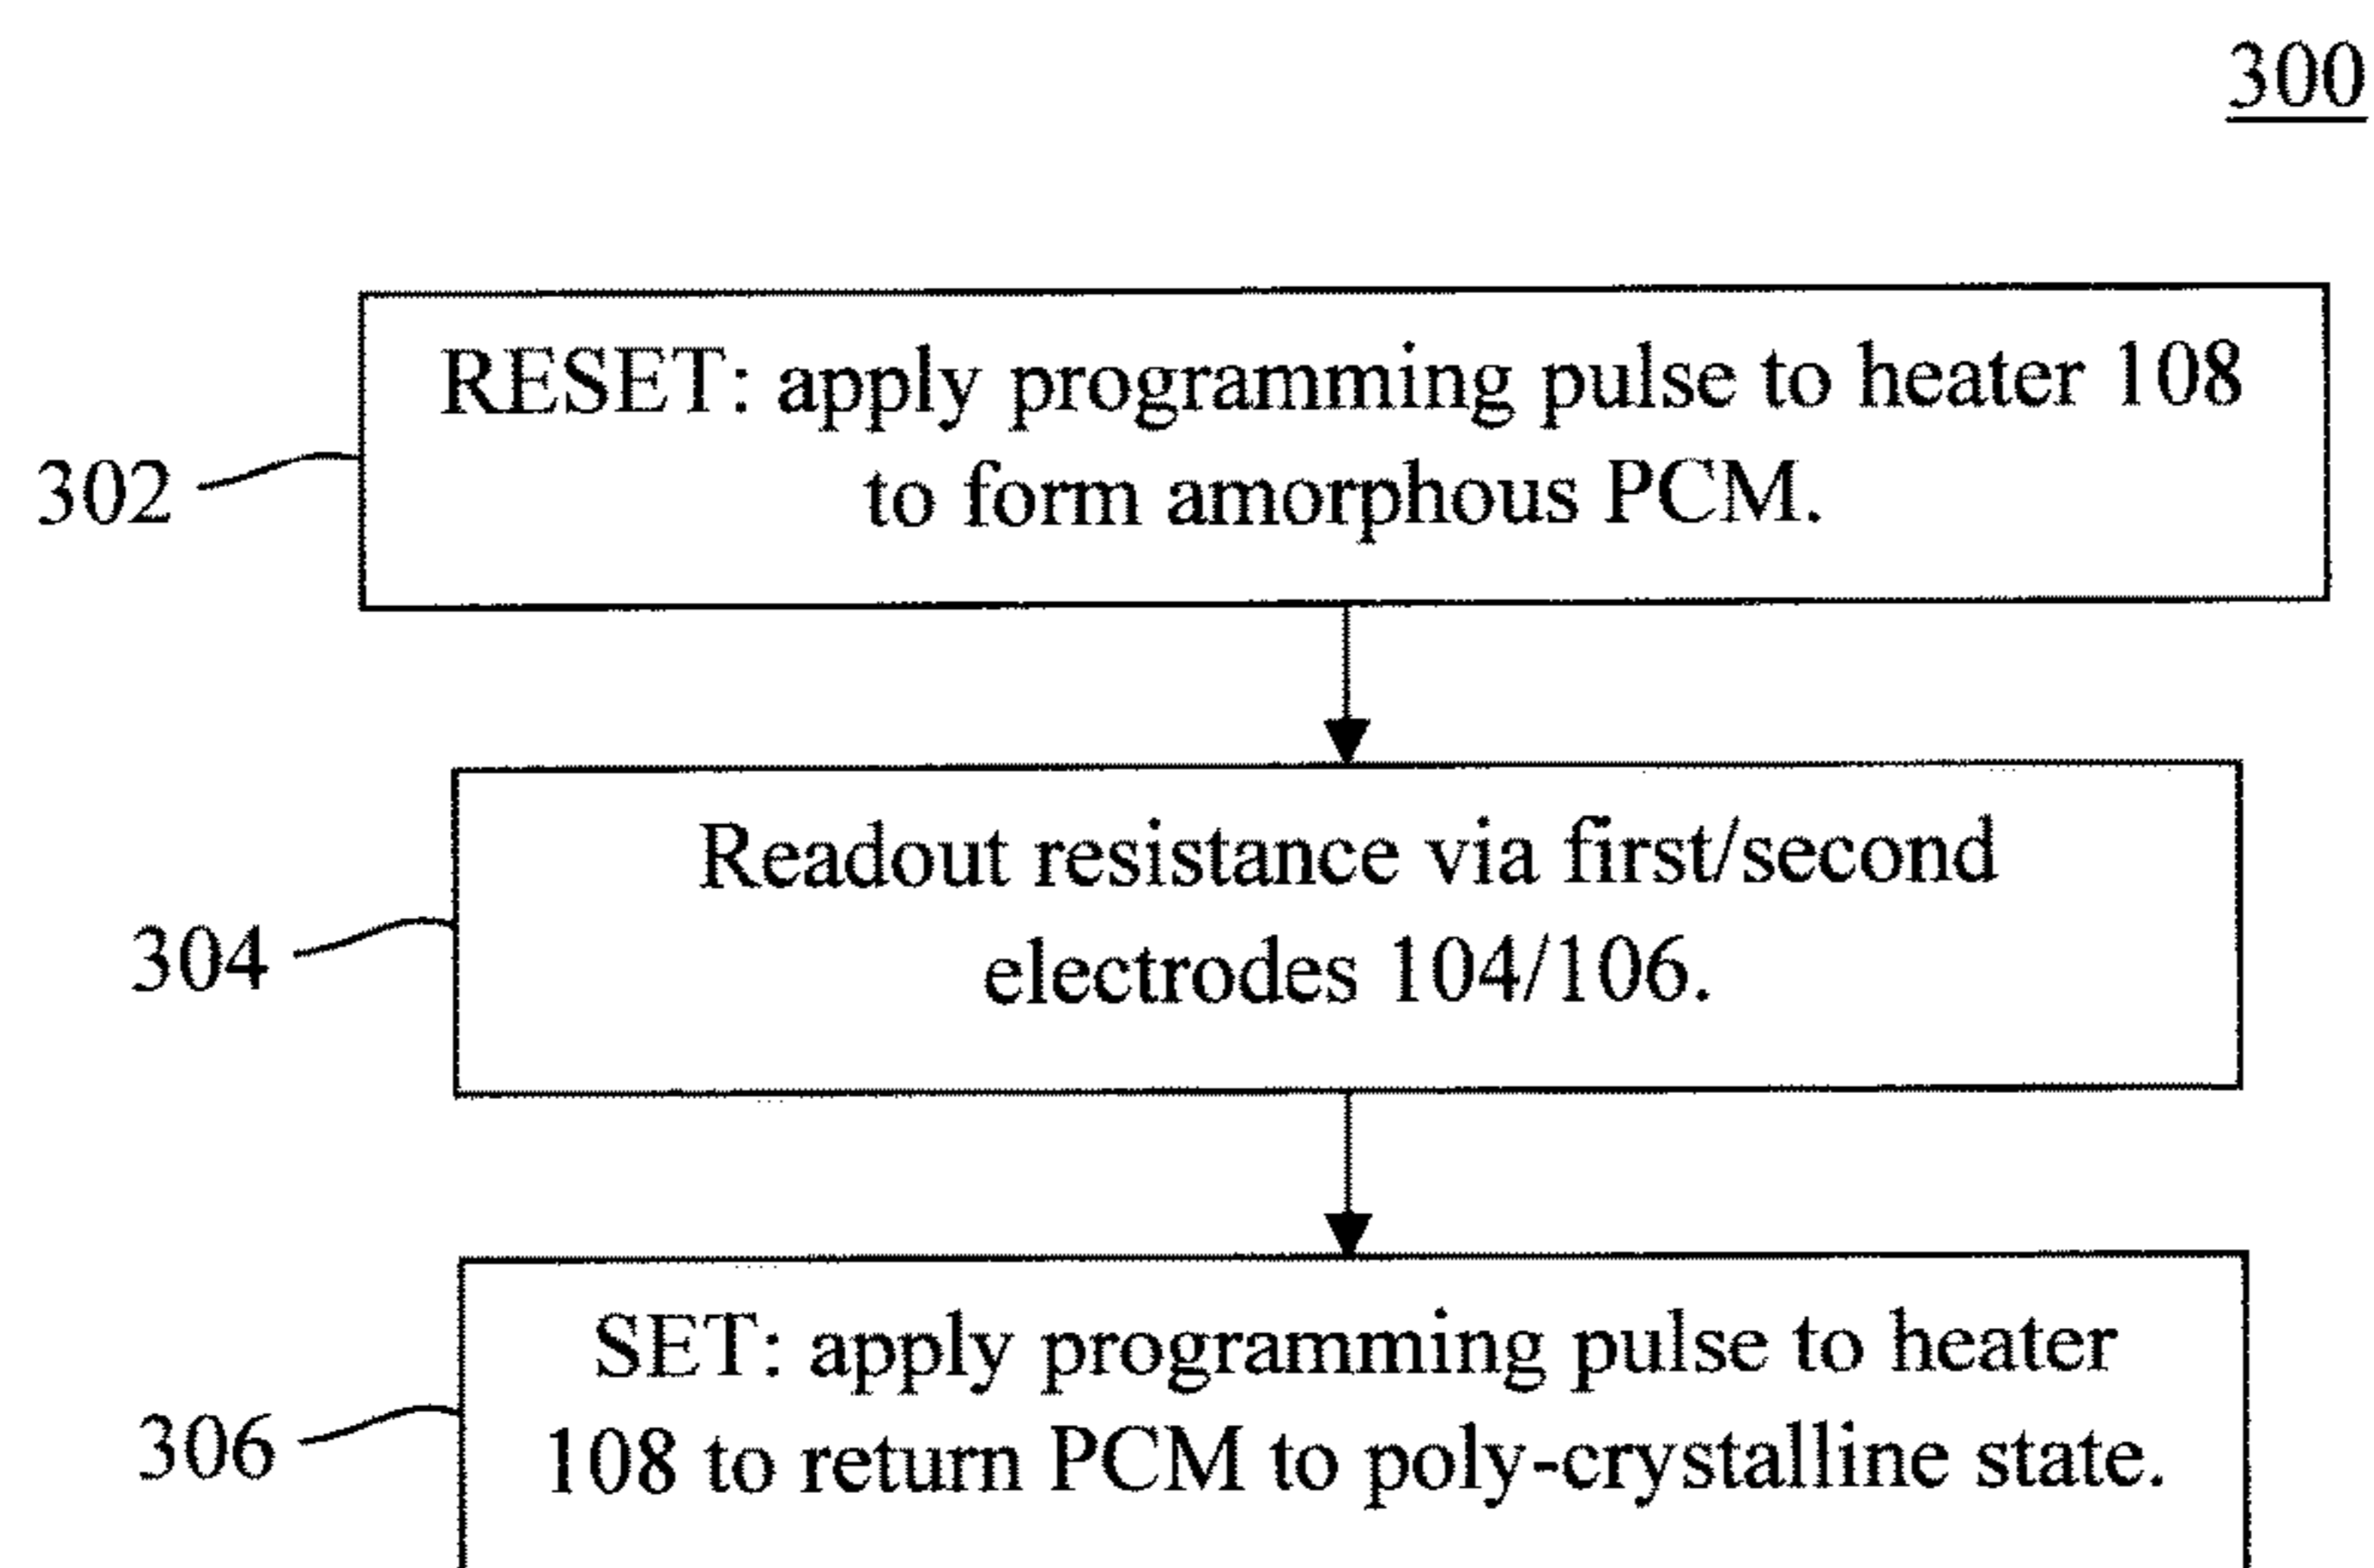 300
RESET: apply programming pulse to heater 108
to form amorphous PCM.
302
Readout resistance via first/second
electrodes 104/106.
304
SET: apply programming pulse to heater
108 to return PCM to poly-crystalline state.
306